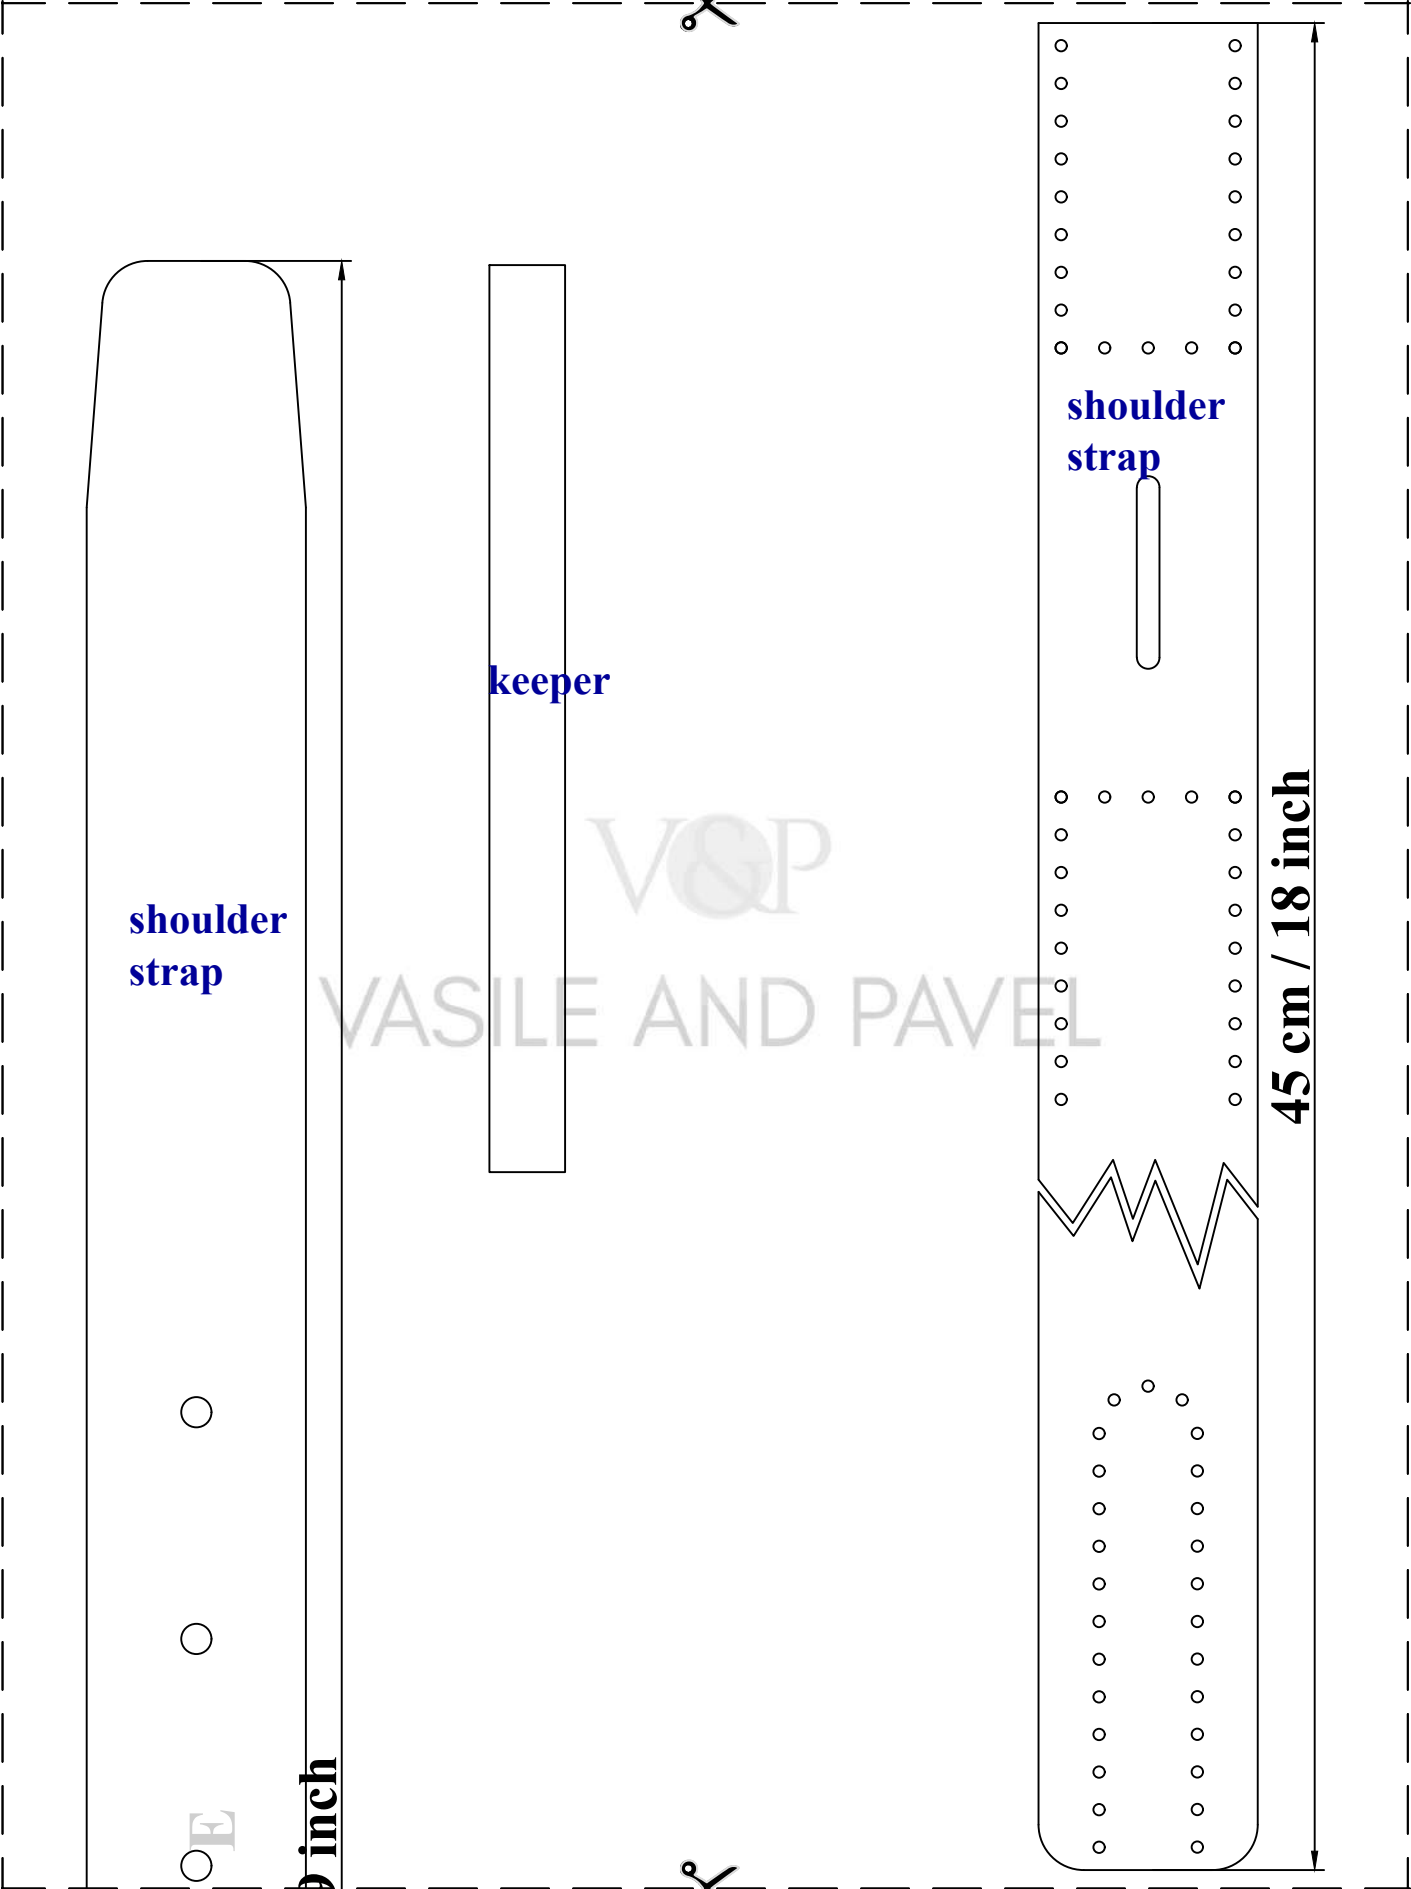 shoulder
strap
keeper
V&P
shoulder
strap
VASILE AND PAVEL
45 cm / 18 inch
inch
E